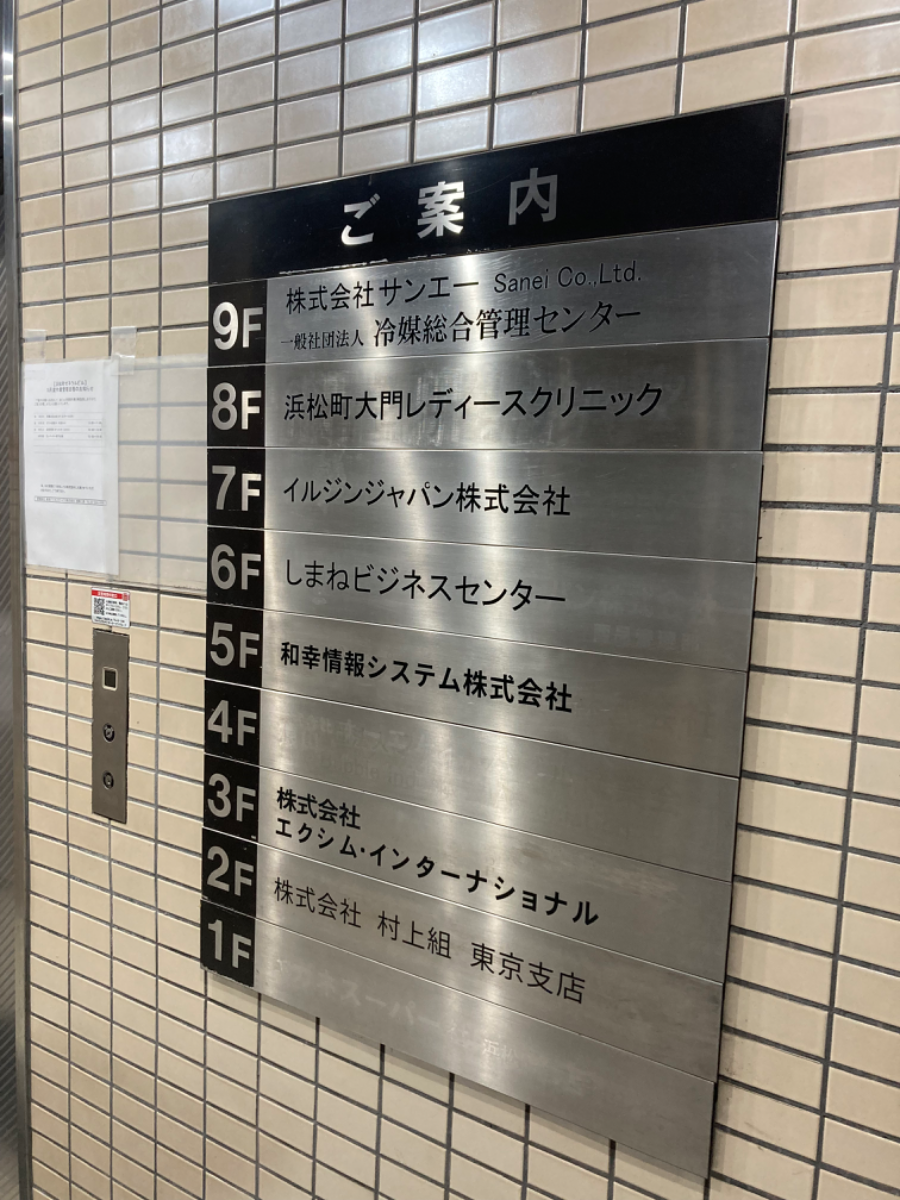 ご案内
9F
株式会社サンエー Sanei Co.,Ltd.
一般社団法人 冷媒総合管理センター
8F
浜松町大門レディースクリニック
7F
イルジンジャパン株式会社
6F
しまねビジネスセンター
5F
和幸情報システム株式会社
4F
3F
株式会社
エクシム・インターナショナル
2F
株式会社 村上組 東京支店
1F